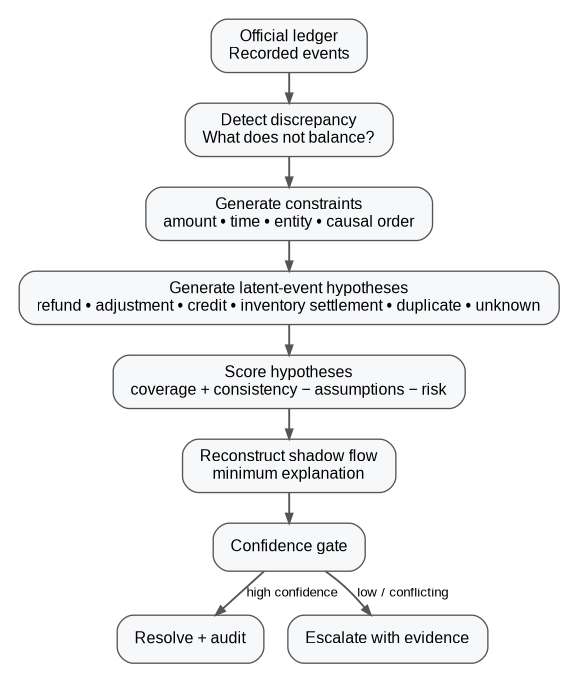 Official ledger
Recorded events
Detect discrepancy
What does not balance?
Generate constraints
amount • time • entity • causal order
Generate latent-event hypotheses
refund • adjustment • credit • inventory settlement • duplicate • unknown
Score hypotheses
coverage + consistency − assumptions − risk
Reconstruct shadow flow
minimum explanation
Confidence gate
high confidence
low / conflicting
Resolve + audit
Escalate with evidence